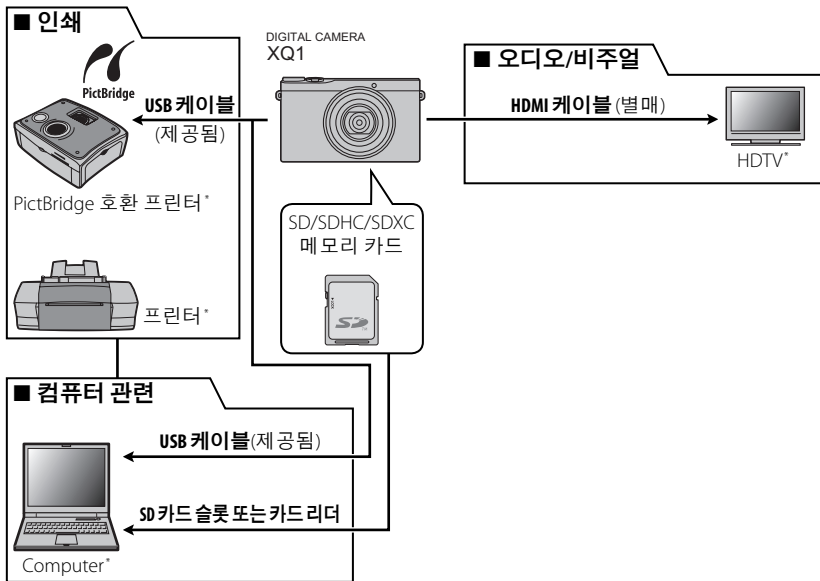 ■ 인쇄
PictBridge
USB 케이블
(제공됨)
PictBridge 호환 프린터*
프린터*
DIGITAL CAMERA
XQ1
■ 오디오/비주얼
HDMI 케이블 (별매)
HDTV*
SD/SDHC/SDXC
메모리 카드
SD
■ 컴퓨터 관련
USB 케이블(제공됨)
SD 카드 슬롯 또는 카드 리더
Computer*